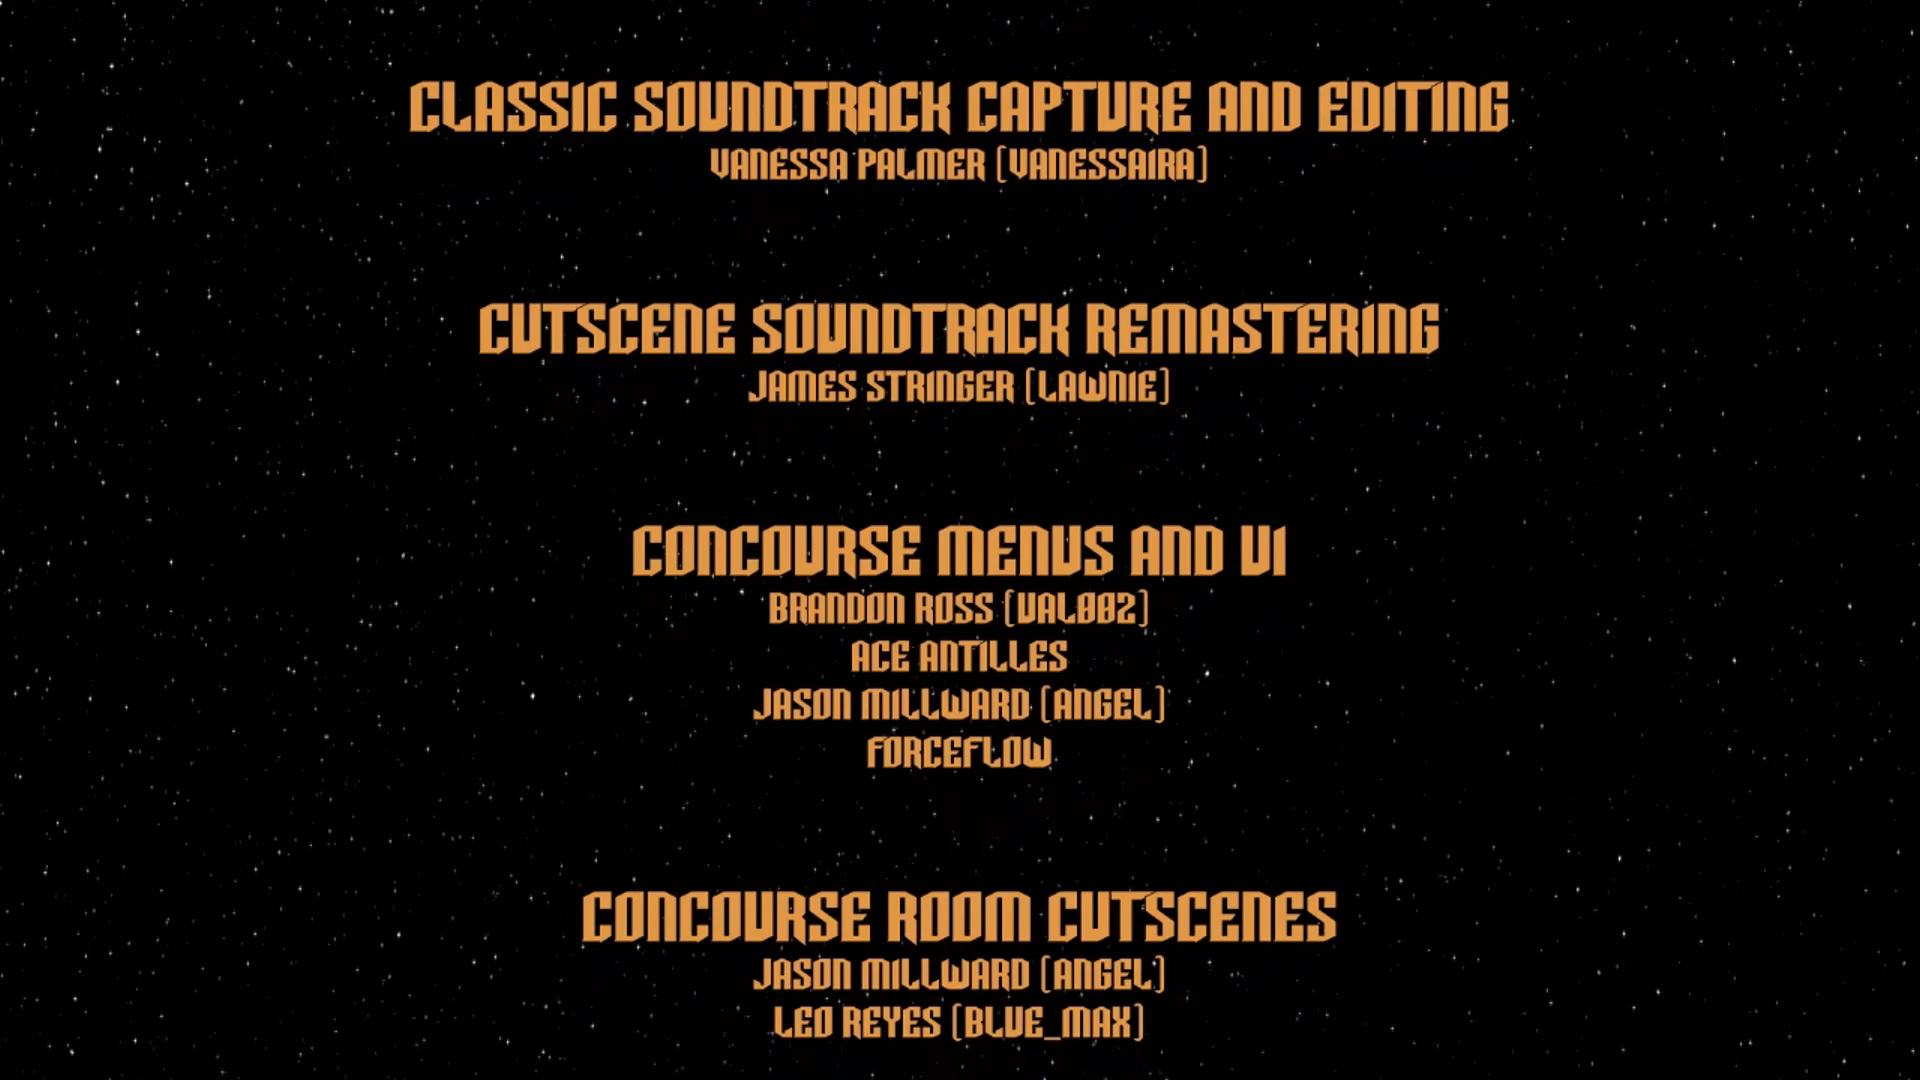 CLASSIC SOUNDTRACK CAPTURE AND EDITING
VANESSA PALMER (VANESSAIRA)
CUTSCENE SOUNDTRACK REMASTERING
JAMES STRINGER (LAWNIE)
CONCOURSE MENUS AND UI
BRANDON ROSS (VAL002)
ACE ANTILLES
JASON MILLWARD (ANGEL)
FORCEFLOW
CONCOURSE ROOM CUTSCENES
JASON MILLWARD (ANGEL)
LEO REYES (BLUE_MAX)